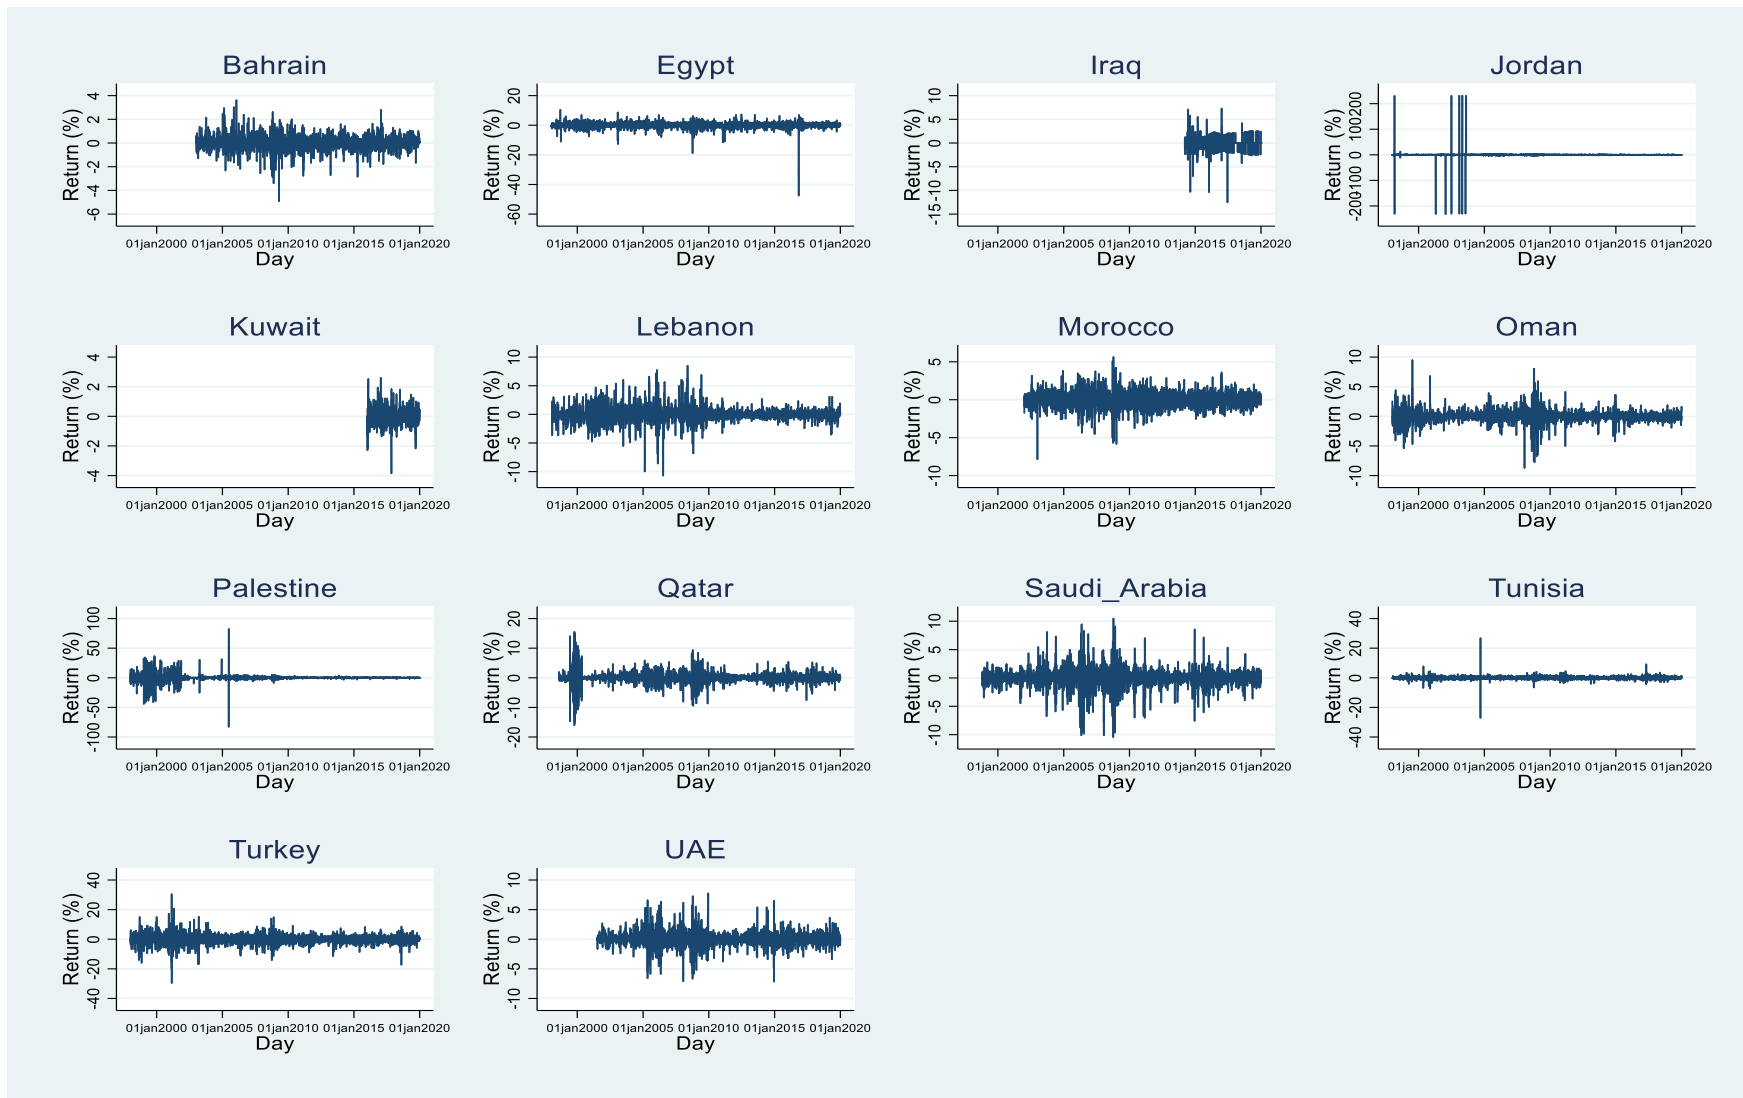 Bahrain
Return (%)
4
2
0
-2
-4
-6
01jan2000 01jan2005 01jan2010 01jan2015 01jan2020
Day
Egypt
Return (%)
20
0
-20
-40
-60
01jan2000 01jan2005 01jan2010 01jan2015 01jan2020
Day
Iraq
Return (%)
10
5
0
-5
-10
-15
01jan2000 01jan2005 01jan2010 01jan2015 01jan2020
Day
Jordan
Return (%)
200
100
0
-100
-200
01jan2000 01jan2005 01jan2010 01jan2015 01jan2020
Day
Kuwait
Return (%)
4
2
0
-2
-4
01jan2000 01jan2005 01jan2010 01jan2015 01jan2020
Day
Lebanon
Return (%)
10
5
0
-5
-10
01jan2000 01jan2005 01jan2010 01jan2015 01jan2020
Day
Morocco
Return (%)
5
0
-5
-10
01jan2000 01jan2005 01jan2010 01jan2015 01jan2020
Day
Oman
Return (%)
10
5
0
-5
-10
01jan2000 01jan2005 01jan2010 01jan2015 01jan2020
Day
Palestine
Return (%)
100
50
0
-50
-100
01jan2000 01jan2005 01jan2010 01jan2015 01jan2020
Day
Qatar
Return (%)
20
10
0
-10
-20
01jan2000 01jan2005 01jan2010 01jan2015 01jan2020
Day
Saudi_Arabia
Return (%)
10
5
0
-5
-10
01jan2000 01jan2005 01jan2010 01jan2015 01jan2020
Day
Tunisia
Return (%)
40
20
0
-20
-40
01jan2000 01jan2005 01jan2010 01jan2015 01jan2020
Day
Turkey
Return (%)
40
20
0
-20
-40
01jan2000 01jan2005 01jan2010 01jan2015 01jan2020
Day
UAE
Return (%)
10
5
0
-5
-10
01jan2000 01jan2005 01jan2010 01jan2015 01jan2020
Day